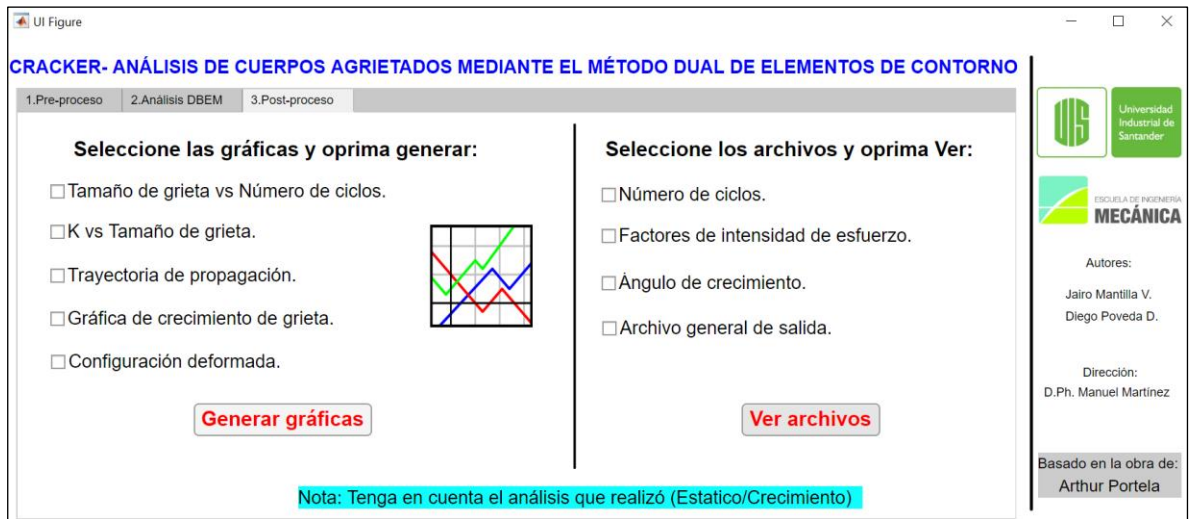 UI Figure
CRACKER- ANÁLISIS DE CUERPOS AGRIETADOS MEDIANTE EL MÉTODO DUAL DE ELEMENTOS DE CONTORNO
1.Pre-proceso
2.Análisis DBEM
3.Post-proceso
Seleccione las gráficas y oprima generar:
Tamaño de grieta vs Número de ciclos.
K vs Tamaño de grieta.
Trayectoria de propagación.
Gráfica de crecimiento de grieta.
Configuración deformada.
Generar gráficas
Seleccione los archivos y oprima Ver:
Número de ciclos.
Factores de intensidad de esfuerzo.
Ángulo de crecimiento.
Archivo general de salida.
Ver archivos
Nota: Tenga en cuenta el análisis que realizó (Estatico/Crecimiento)
UIS
Universidad
Industrial de
Santander
ESCUELA DE INGENIERÍA
MECÁNICA
Autores:
Jairo Mantilla V.
Diego Poveda D.
Dirección:
D.Ph. Manuel Martínez
Basado en la obra de:
Arthur Portela